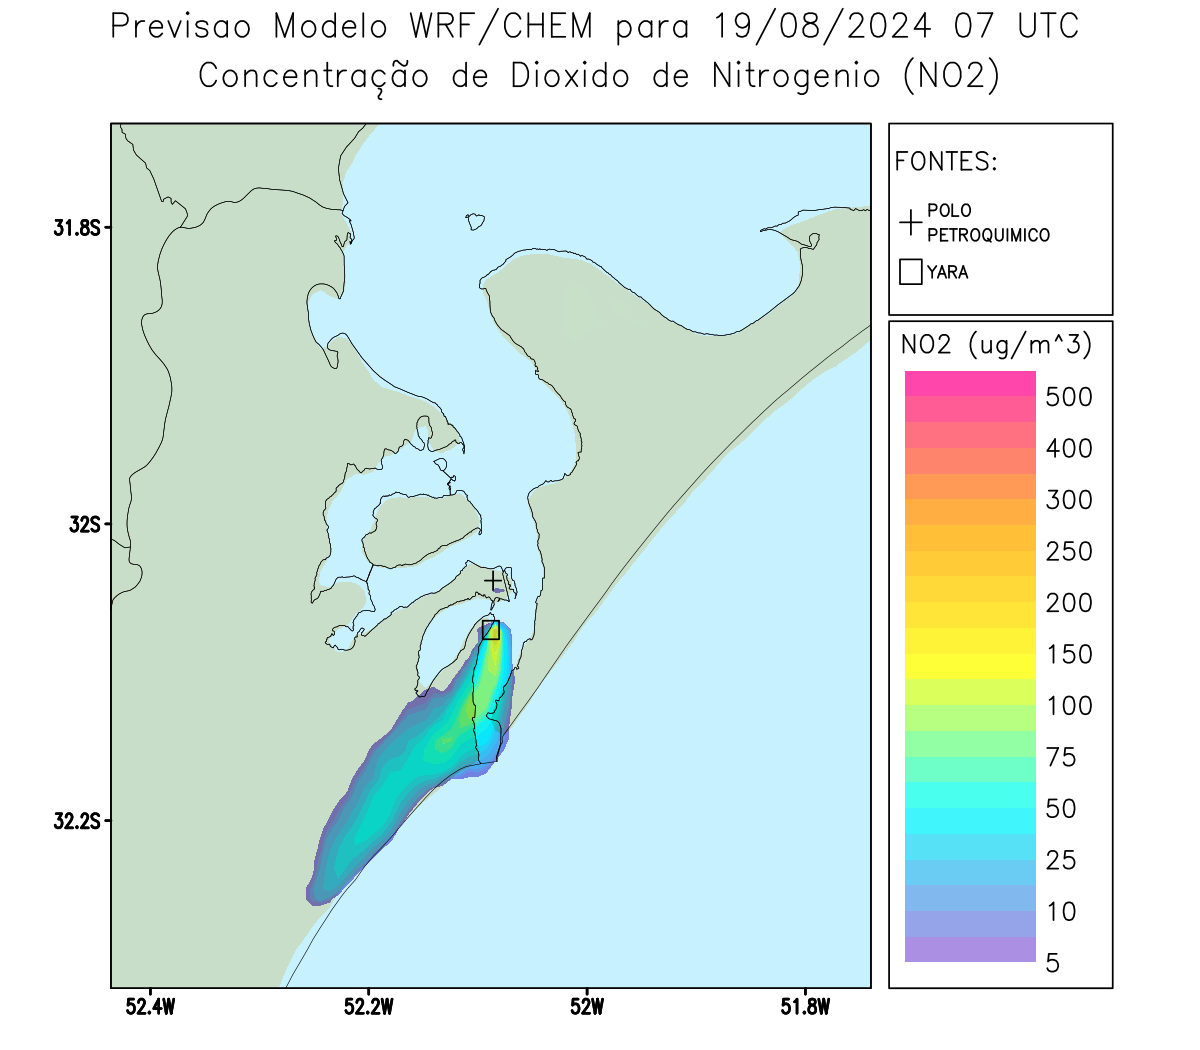 Previsao Modelo WRF/CHEM para 19/08/2024 07 UTC
Concentração de Dioxido de Nitrogenio (NO2)
FONTES:
POLO
PETROQUIMICO
YARA
31.8S
32S
32.2S
52.4W
52.2W
52W
51.8W
NO2 (ug/m^3)
500
400
300
250
200
150
100
75
50
25
10
5